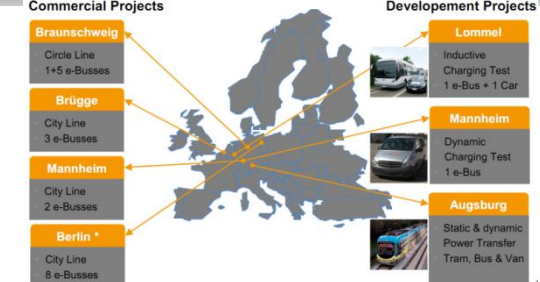 Commercial Projects
Developement Projects
Braunschweig
Circle Line
1+5 e-Busses
Brügge
City Line
3 e-Busses
Mannheim
City Line
2 e-Busses
Berlin *
City Line
8 e-Busses
Lommel
Inductive
Charging Test
1 e-Bus + 1 Car
Mannheim
Dynamic
Charging Test
1 e-Bus
Augsburg
Static & dynamic
Power Transfer
Tram, Bus & Van